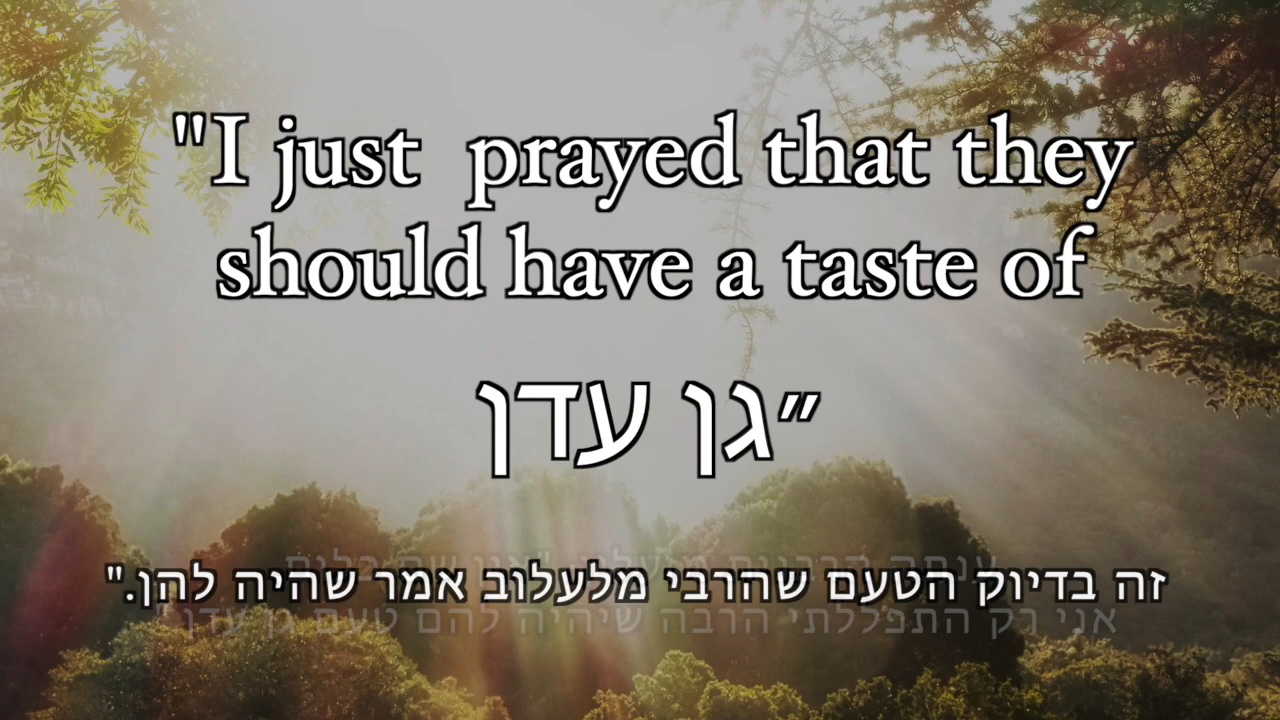 "I just  prayed that they
should have a taste of
״גן עדן
זה בדיוק הטעם שהרבי מלעלוב אמר שהיה להן."
אני רק התפללתי הרבה שיהיה להם טעם גן עדן"